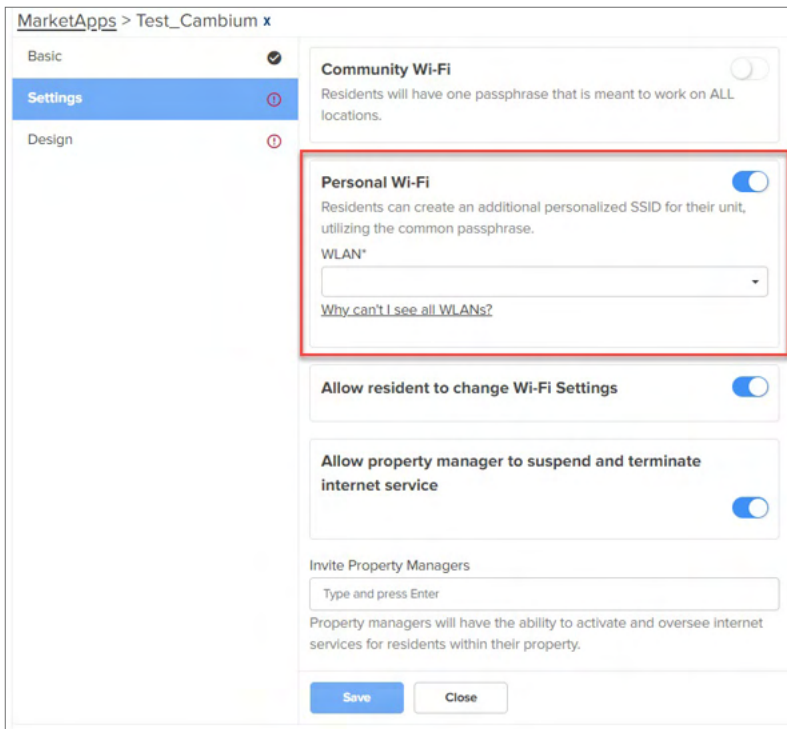 MarketApps > Test_Cambium x
Basic
Settings
Design
Community Wi-Fi
Residents will have one passphrase that is meant to work on ALL
locations.
Personal Wi-Fi
Residents can create an additional personalized SSID for their unit,
utilizing the common passphrase.
WLAN*
Why can't I see all WLANs?
Allow resident to change Wi-Fi Settings
Allow property manager to suspend and terminate
internet service
Invite Property Managers
Type and press Enter
Property managers will have the ability to activate and oversee internet
services for residents within their property.
Save
Close